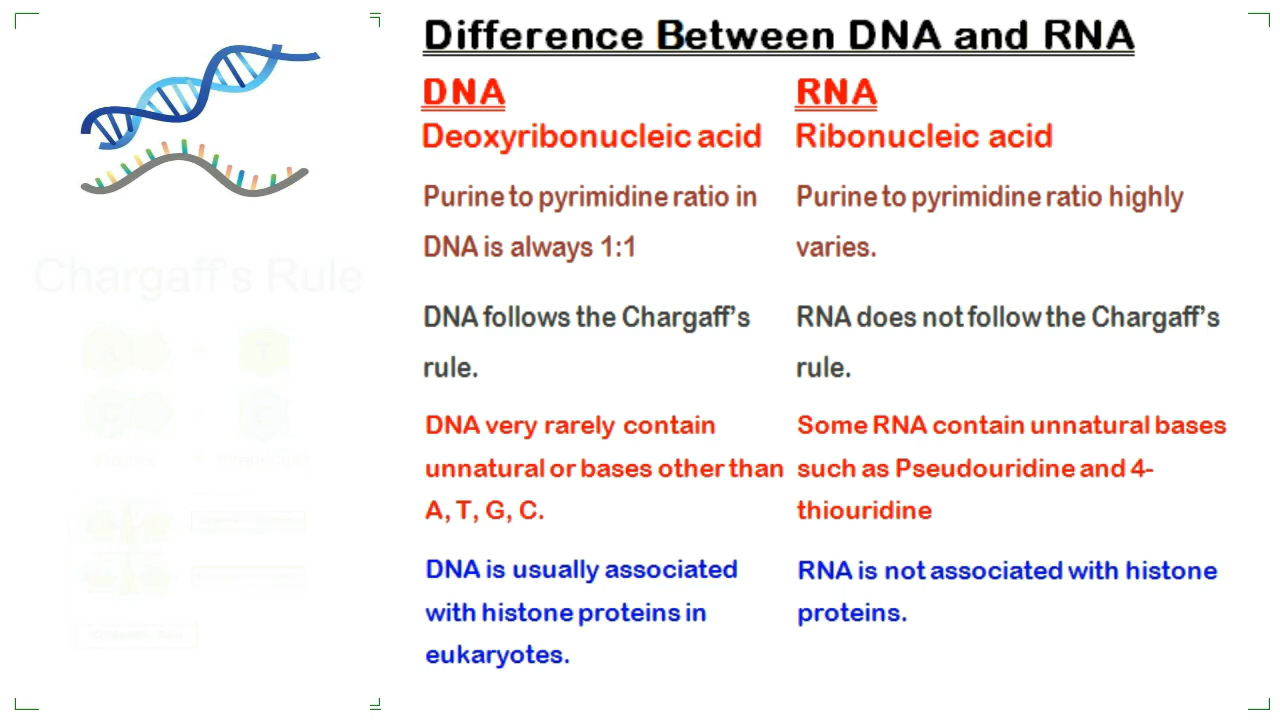 Difference Between DNA and RNA
DNA
Deoxyribonucleic acid
Purine to pyrimidine ratio in
DNA is always 1:1
DNA follows the Chargaff's
rule.
DNA very rarely contain
unnatural or bases other than
A, T, G, C.
DNA is usually associated
with histone proteins in
eukaryotes.
RNA
Ribonucleic acid
Purine to pyrimidine ratio highly
varies.
RNA does not follow the Chargaff's
rule.
Some RNA contain unnatural bases
such as Pseudouridine and 4-
thiouridine
RNA is not associated with histone
proteins.
Chargaff's Rule